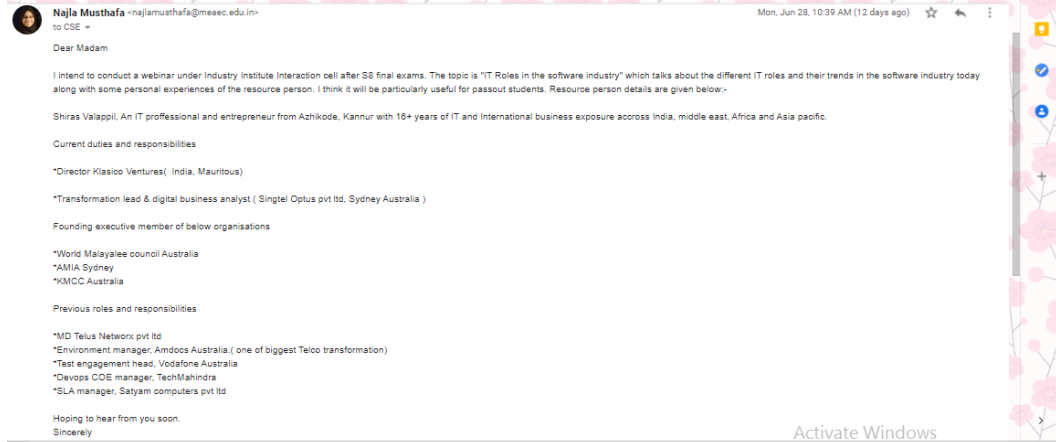 Najla Musthafa <najlamusthafa@meaec.edu.in>
Mon, Jun 28, 10:39 AM (12 days ago)
to CSE
Dear Madam
I intend to conduct a webinar under Industry Institute Interaction cell after S8 final exams. The topic is "IT Roles in the software industry" which talks about the different IT roles and their trends in the software industry today
along with some personal experiences of the resource person. I think it will be particularly useful for passout students. Resource person details are given below:-
Shiras Valappil, An IT proffessional and entrepreneur from Azhikode, Kannur with 16+ years of IT and International business exposure accross India, middle east, Africa and Asia pacific.
Current duties and responsibilities
*Director Klasico Ventures( India, Mauritous)
*Transformation lead & digital business analyst ( Singtel Optus pvt ltd, Sydney Australia )
Founding executive member of below organisations
*World Malayalee council Australia
*AMIA Sydney
*KMCC Australia
Previous roles and responsibilities
*MD Telus Networx pvt ltd
*Environment manager, Amdocs Australia.( one of biggest Telco transformation)
*Test engagement head, Vodafone Australia
*Devops COE manager, TechMahindra
*SLA manager, Satyam computers pvt ltd
Hoping to hear from you soon.
Sincerely
Activate Windows